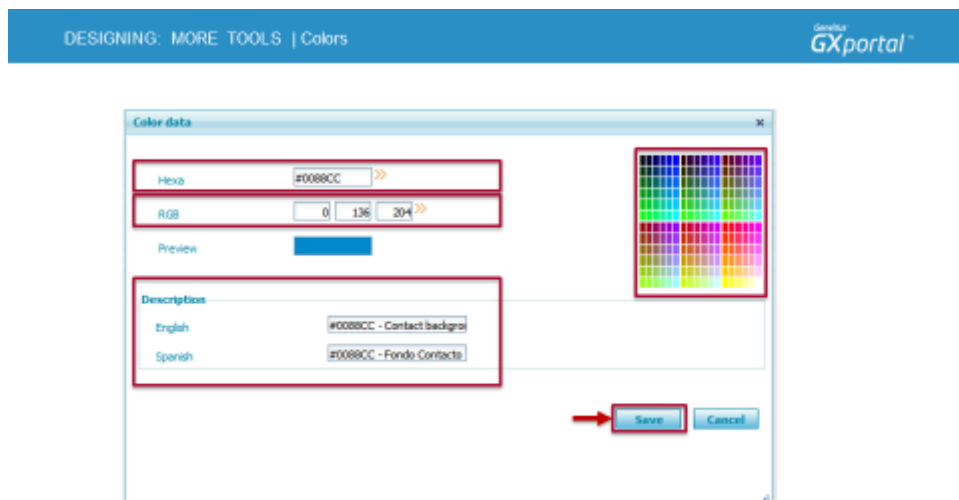 DESIGNING: MORE TOOLS | Colors
GeneXus
GXportal™
Color data
Hexa
#0088CC
RGB
0 136 204
Preview
Description
English
#0088CC - Contact backgro
Spanish
#0088CC - Fondo Contacto
Save Cancel